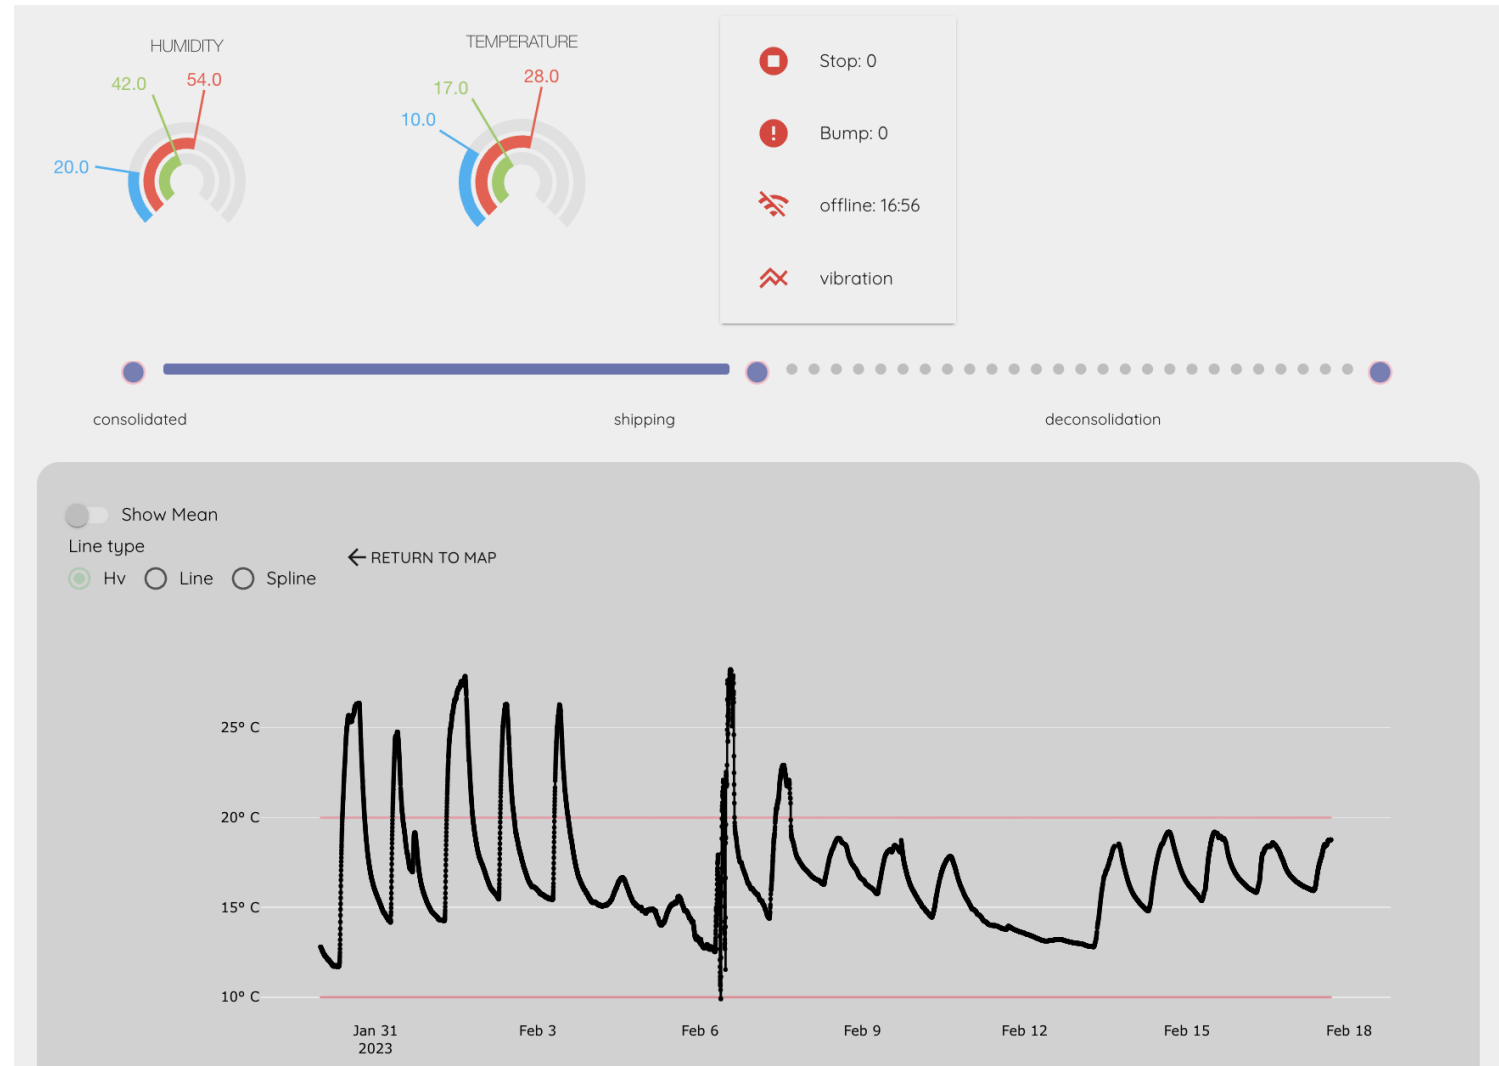 HUMIDITY
42.0
54.0
20.0
TEMPERATURE
28.0
17.0
10.0
Stop: 0
Bump: 0
offline: 16:56
vibration
consolidated
shipping
deconsolidation
Show Mean
Line type
Hv
Line
Spline
RETURN TO MAP
25° C
20° C
15° C
10° C
Jan 31
2023
Feb 3
Feb 6
Feb 9
Feb 12
Feb 15
Feb 18